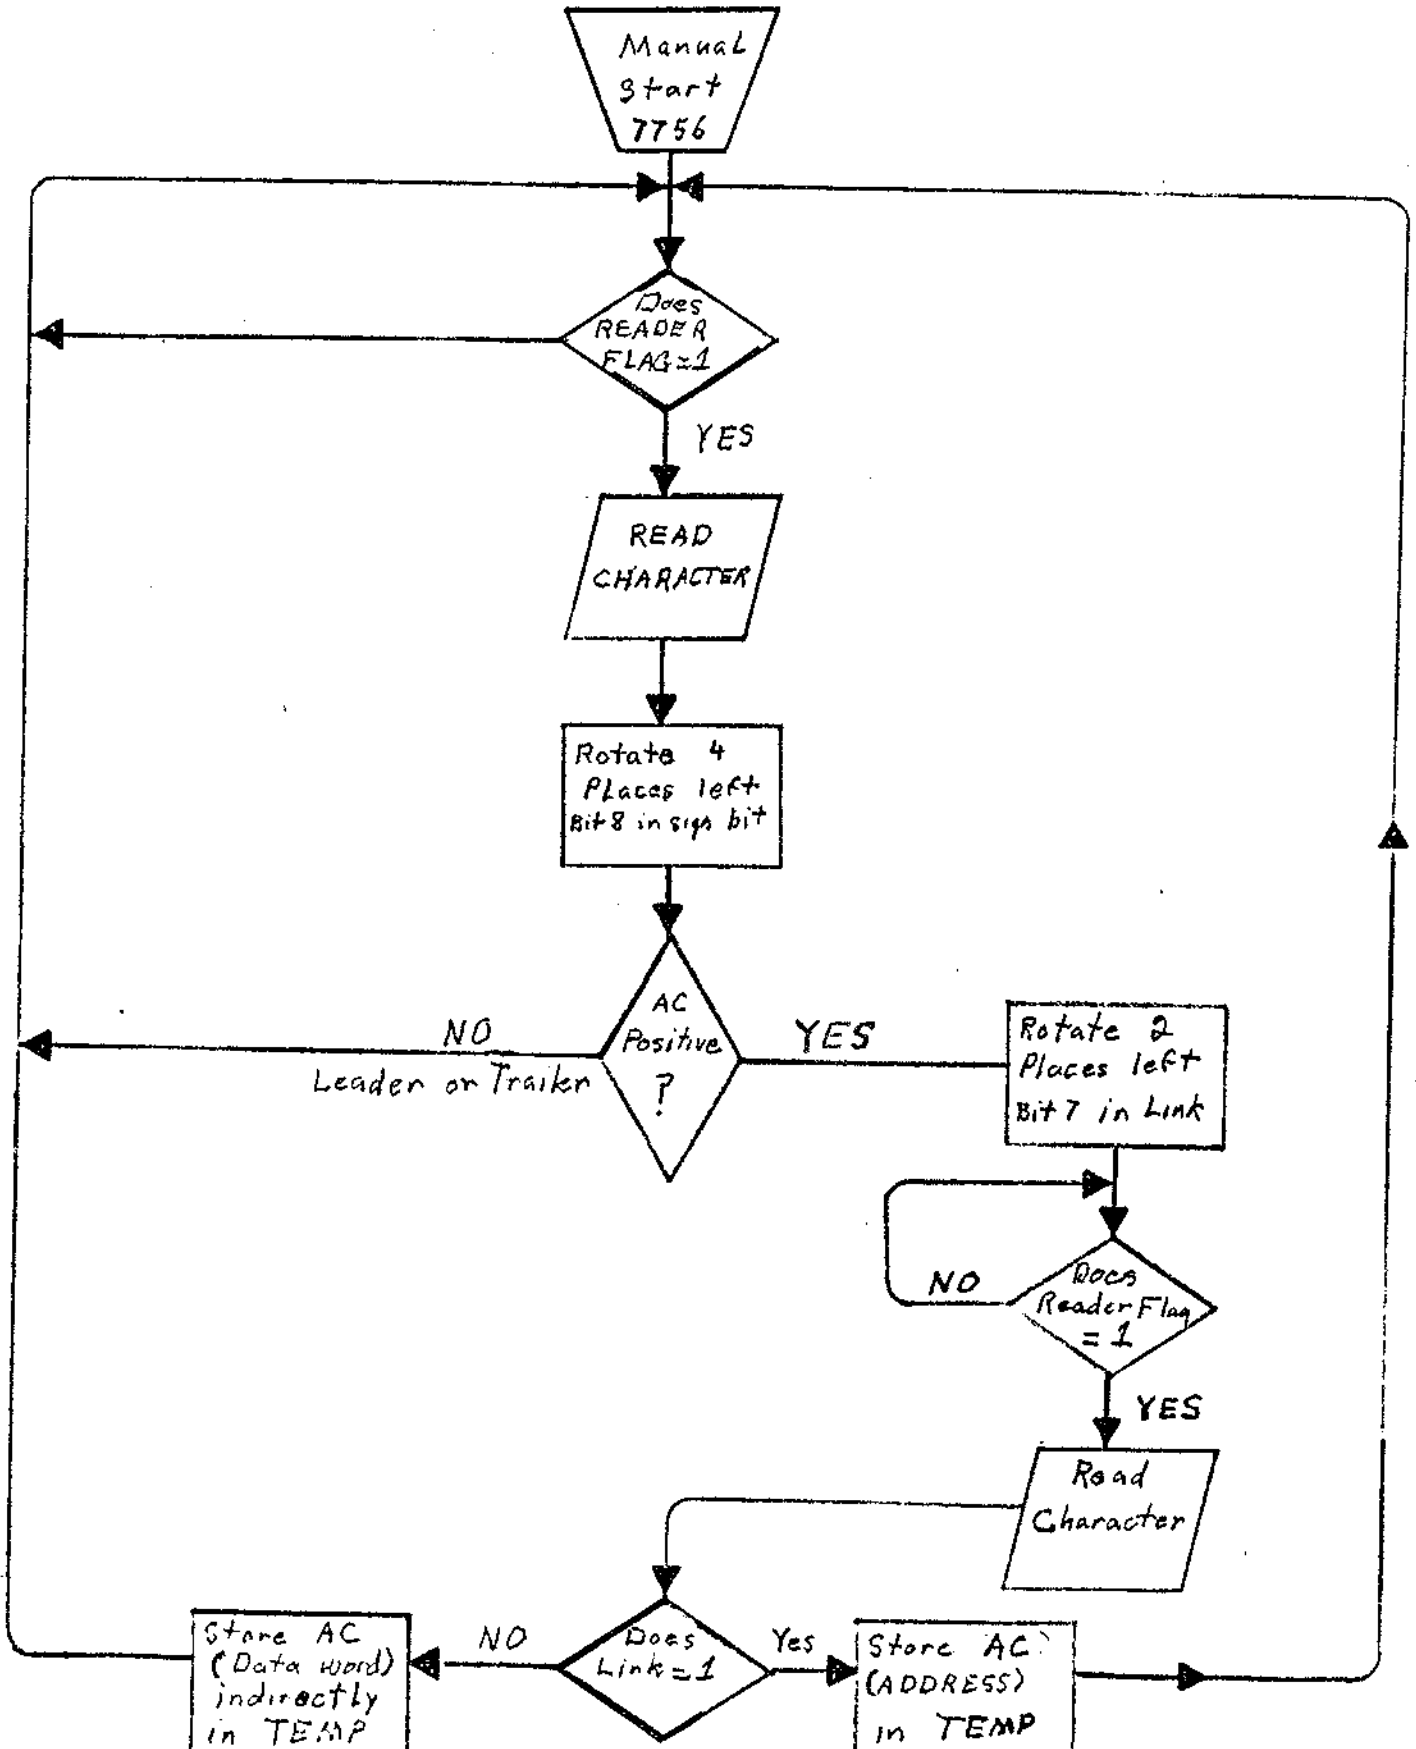 Manual
Start
7756
Does
READER
FLAG=1
YES
READ
CHARACTER
Rotate 4
Places left
Bit 8 in sign bit
AC
Positive
?
NO
Leader or Trailer
YES
Rotate 2
Places left
Bit 7 in Link
Does
Reader Flag
= 1
NO
YES
Read
Character
Does
Link=1
NO
Yes
Store AC
(Data word)
indirectly
in TEMP
Store AC
(ADDRESS)
in TEMP